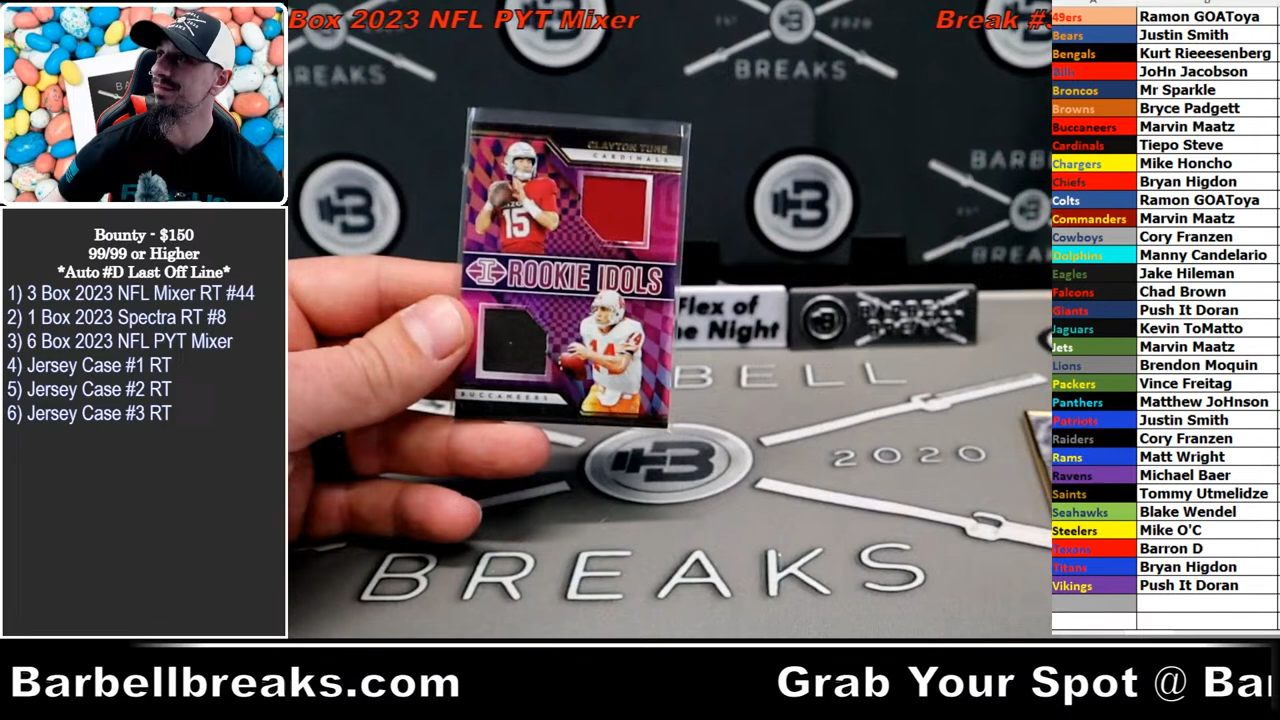 Box 2023 NFL PYT Mixer
Break #
BREAKS
2020
CLAYTON TUNE
CARDINALS
15
ROOKIE IDOLS
14
BUCCANEERS
Flex of
Night
BREAKS
BELL
2020
BREAKS
Bounty - $150
99/99 or Higher
*Auto #D Last Off Line*
1) 3 Box 2023 NFL Mixer RT #44
2) 1 Box 2023 Spectra RT #8
3) 6 Box 2023 NFL PYT Mixer
4) Jersey Case #1 RT
5) Jersey Case #2 RT
6) Jersey Case #3 RT
49ers Ramon GOAToya
Bears Justin Smith
Bengals Kurt Rieeesenberg
Bills JoHn Jacobson
Broncos Mr Sparkle
Browns Bryce Padgett
Buccaneers Marvin Maatz
Cardinals Tiepo Steve
Chargers Mike Honcho
Chiefs Bryan Higdon
Colts Ramon GOAToya
Commanders Marvin Maatz
Cowboys Cory Franzen
Dolphins Manny Candelario
Eagles Jake Hileman
Falcons Chad Brown
Giants Push It Doran
Jaguars Kevin ToMatto
Jets Marvin Maatz
Lions Brendon Moquin
Packers Vince Freitag
Panthers Matthew JoHnson
Patriots Justin Smith
Raiders Cory Franzen
Rams Matt Wright
Ravens Michael Baer
Saints Tommy Utmelidze
Seahawks Blake Wendel
Steelers Mike O'C
Texans Barron D
Titans Bryan Higdon
Vikings Push It Doran
Barbellbreaks.com
Grab Your Spot @ Ba